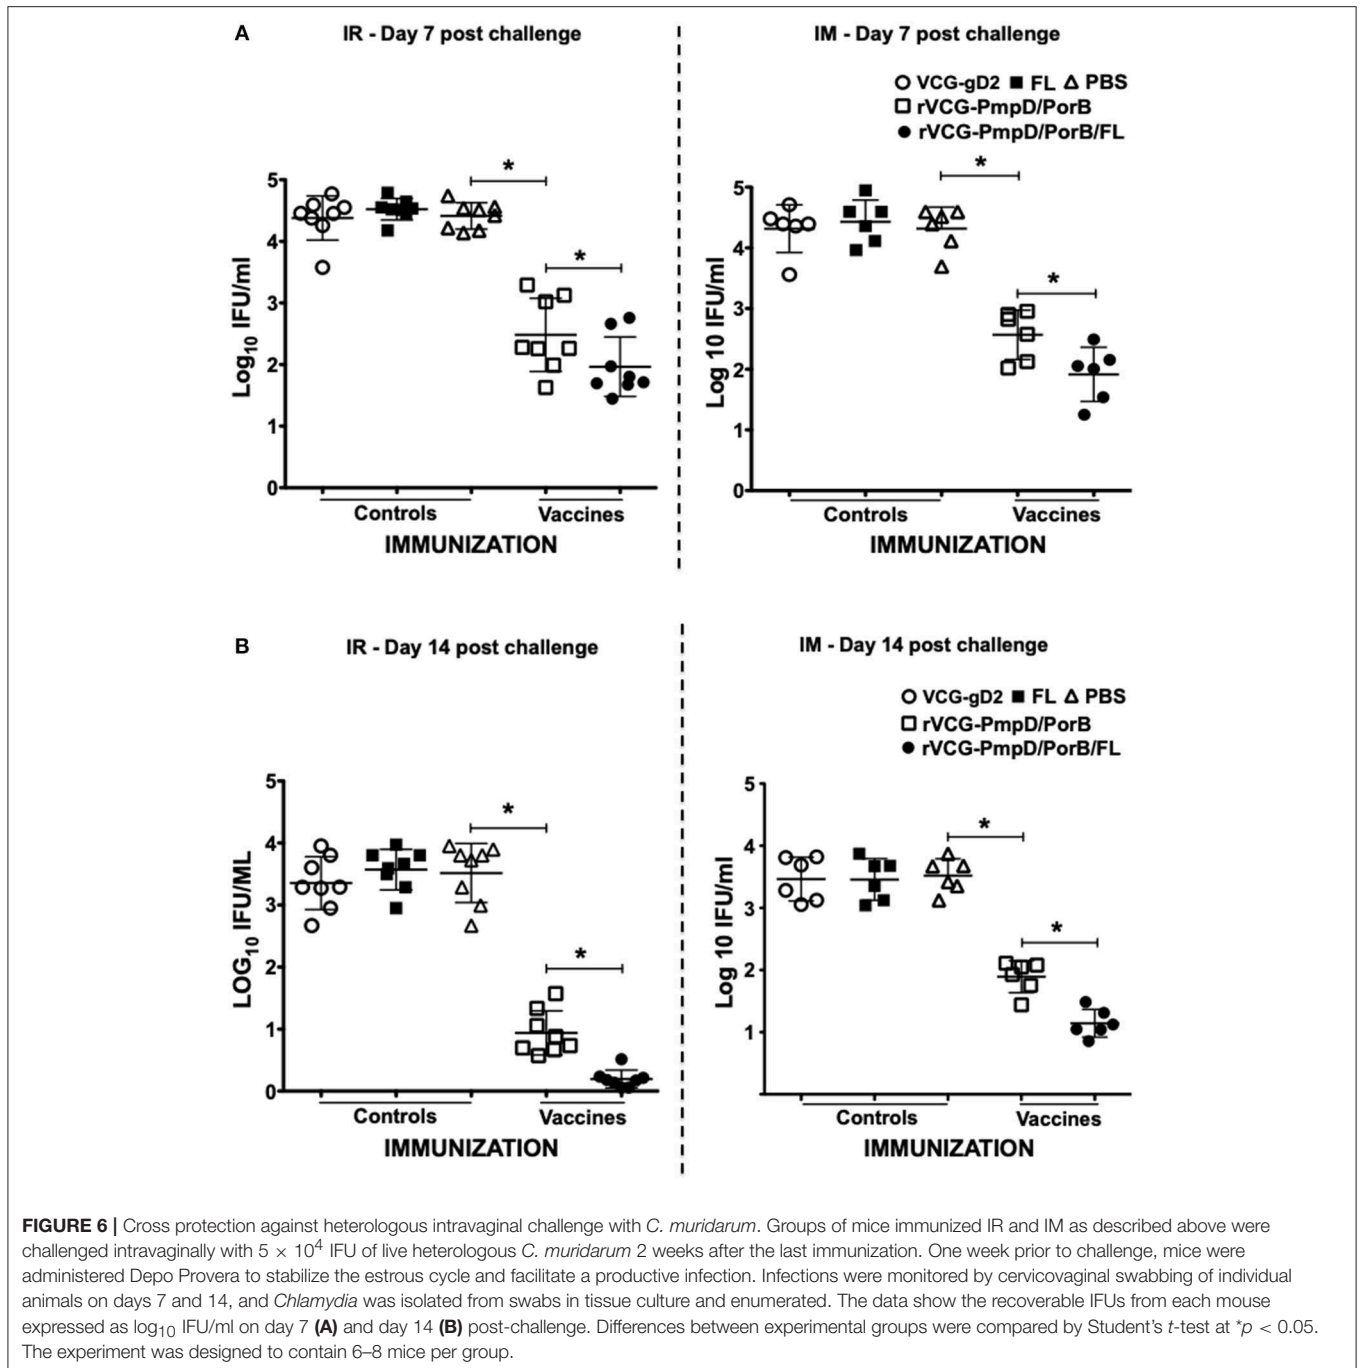 A
IR - Day 7 post challenge
IM - Day 7 post challenge
VCG-gD2 FL PBS
rVCG-PmpD/PorB
rVCG-PmpD/PorB/FL
*
*
*
*
5
4
3
2
1
0
Log10 IFU/ml
Controls
Vaccines
IMMUNIZATION
5
4
3
2
1
0
Log 10 IFU/ml
Controls
Vaccines
IMMUNIZATION
B
IR - Day 14 post challenge
IM - Day 14 post challenge
VCG-gD2 FL PBS
rVCG-PmpD/PorB
rVCG-PmpD/PorB/FL
*
*
*
*
5
4
3
2
1
0
LOG10 IFU/ML
Controls
Vaccines
IMMUNIZATION
5
4
3
2
1
Log 10 IFU/ml
Controls
Vaccines
IMMUNIZATION
FIGURE 6 | Cross protection against heterologous intravaginal challenge with C. muridarum. Groups of mice immunized IR and IM as described above were
challenged intravaginally with 5 × 10⁴ IFU of live heterologous C. muridarum 2 weeks after the last immunization. One week prior to challenge, mice were
administered Depo Provera to stabilize the estrous cycle and facilitate a productive infection. Infections were monitored by cervicovaginal swabbing of individual
animals on days 7 and 14, and Chlamydia was isolated from swabs in tissue culture and enumerated. The data show the recoverable IFUs from each mouse
expressed as log10 IFU/ml on day 7 (A) and day 14 (B) post-challenge. Differences between experimental groups were compared by Student's t-test at *p < 0.05.
The experiment was designed to contain 6–8 mice per group.